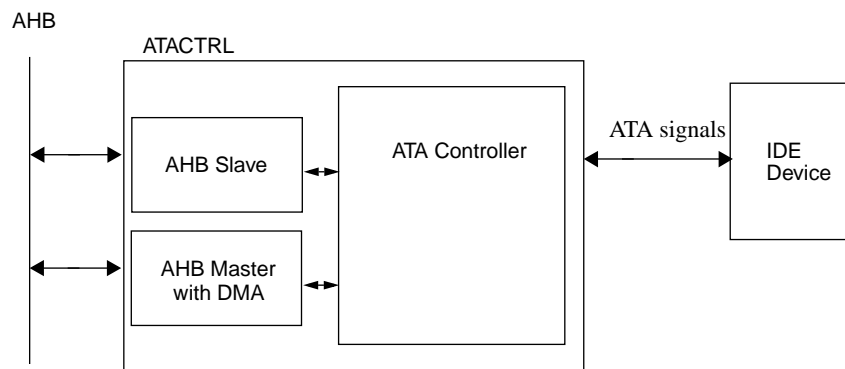 AHB
ATACTRL
AHB Slave
ATA Controller
ATA signals
IDE
Device
AHB Master
with DMA